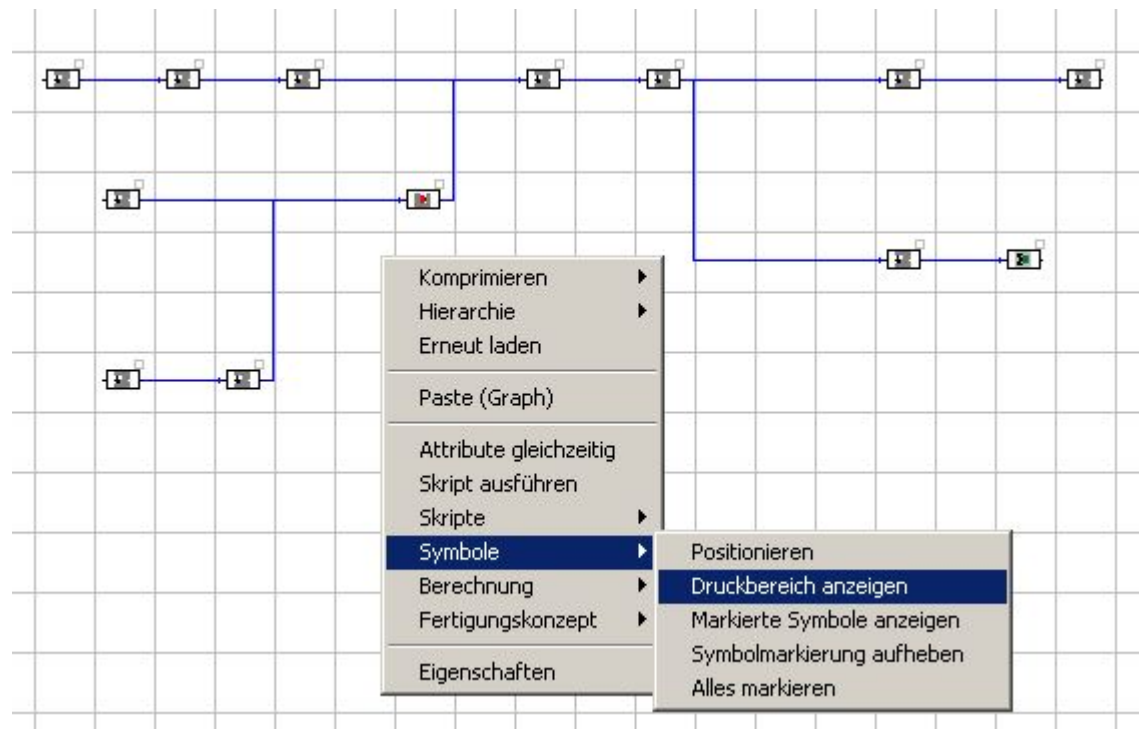 Komprimieren
Hierarchie
Erneut laden
Paste (Graph)
Attribute gleichzeitig
Skript ausführen
Skripte
Symbole
Berechnung
Fertigungskonzept
Eigenschaften
Positionieren
Druckbereich anzeigen
Markierte Symbole anzeigen
Symbolmarkierung aufheben
Alles markieren